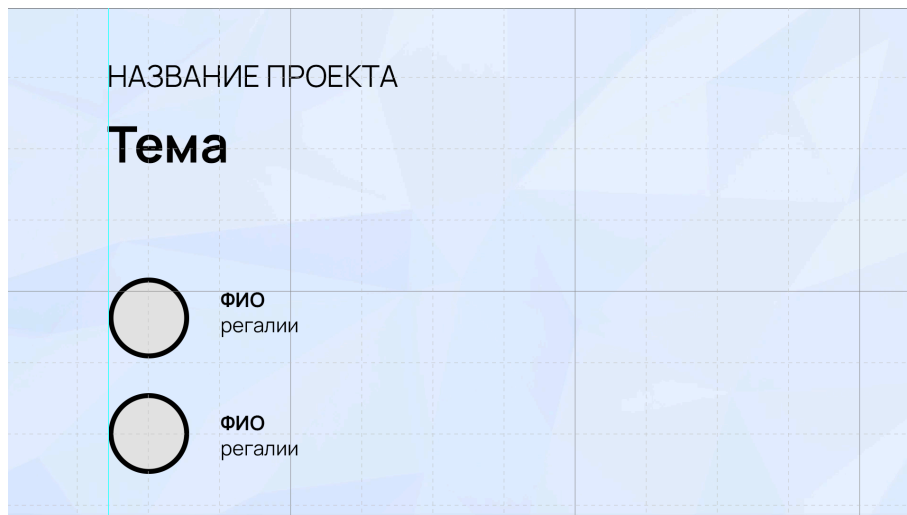 НАЗВАНИЕ ПРОЕКТА
Тема
ФИО
регалии
ФИО
регалии